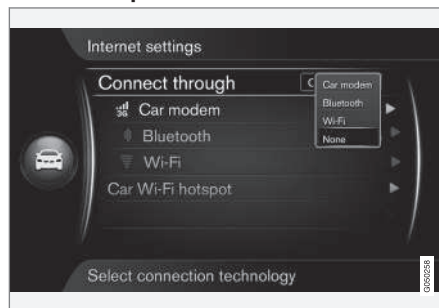 Internet settings
Connect through
C
Car modem
Bluetooth
Wi-Fi
None
3G Car modem
Bluetooth
Wi-Fi
Car Wi-Fi hotspot
Select connection technology
G050258